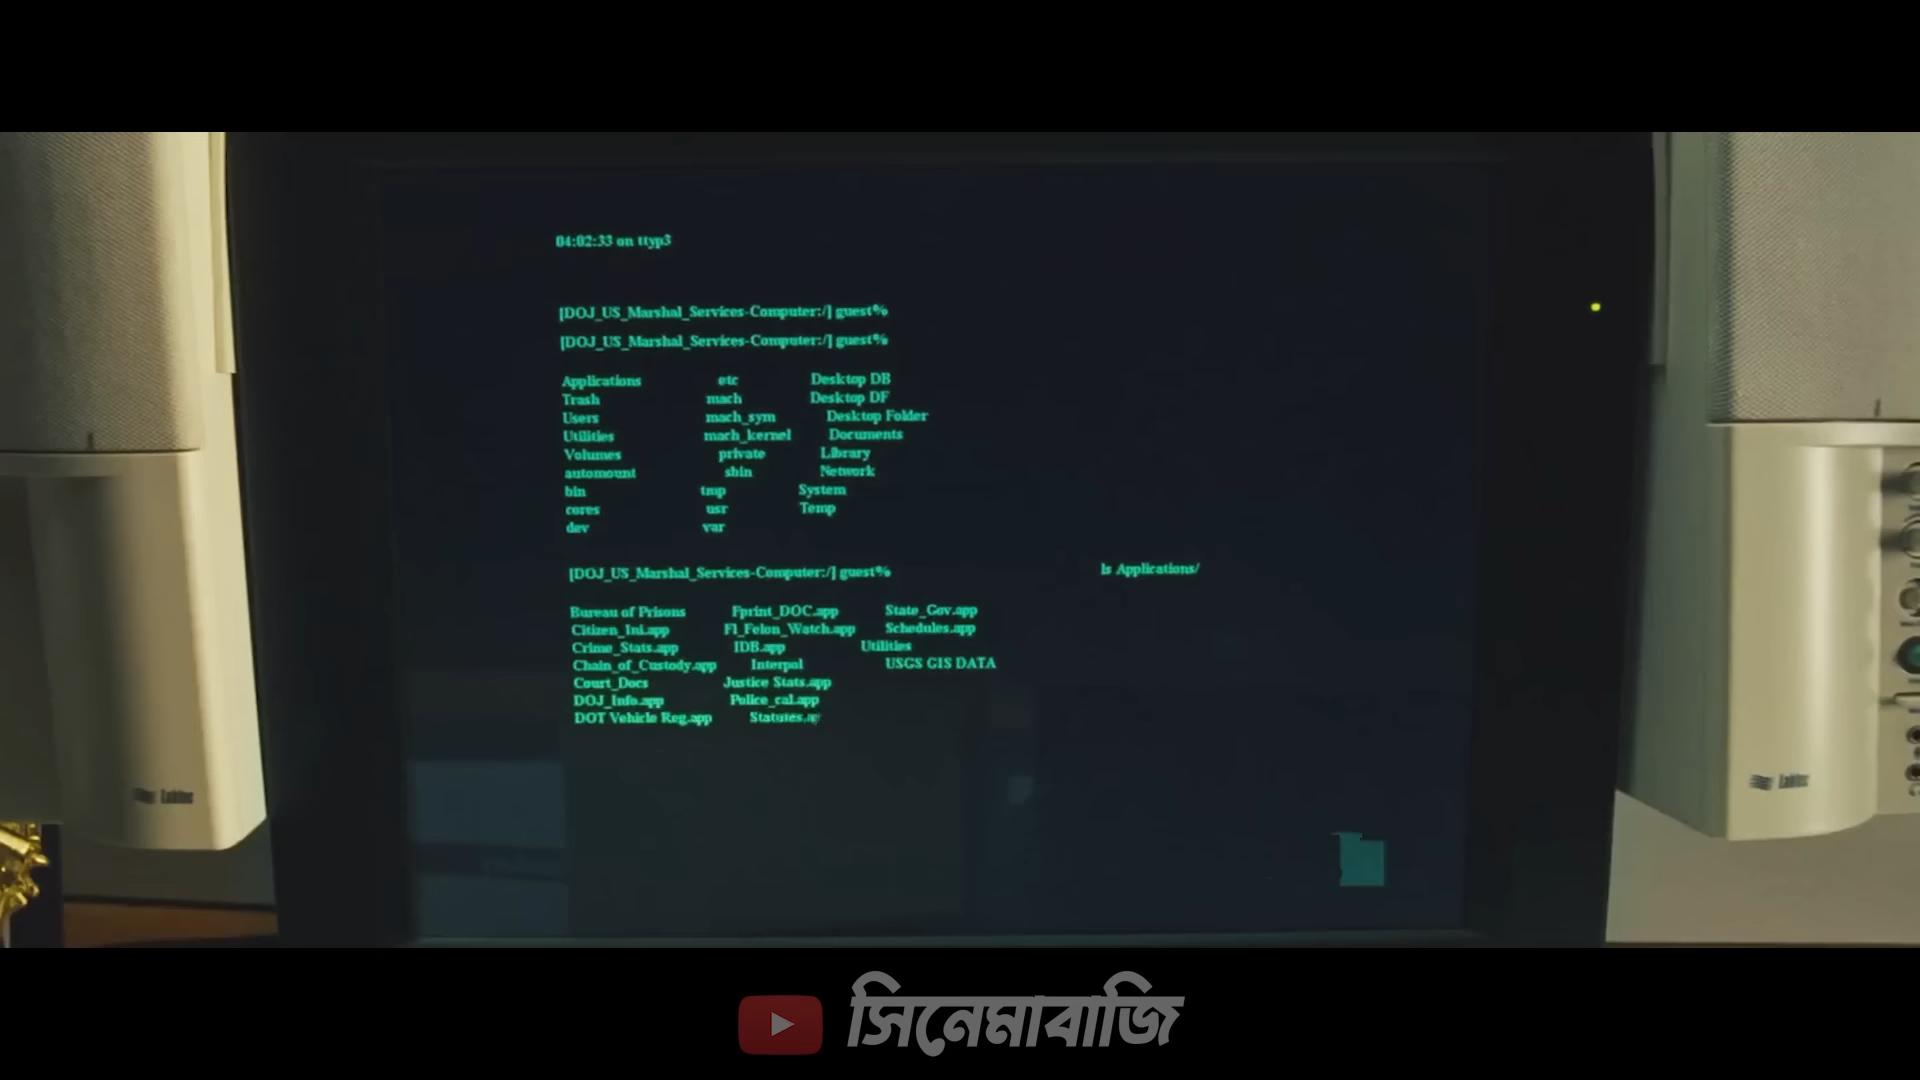 04:02:33 on ttyp3
[DOJ_US_Marshal_Services-Computer:/] guest%
[DOJ_US_Marshal_Services-Computer:/] guest%
Applications etc Desktop DB
Trash mach Desktop DF
Users mach_sym Desktop Folder
Utilities mach_kernel Documents
Volumes private Library
automount sbin Network
bin tmp System
cores usr Temp
dev var
[DOJ_US_Marshal_Services-Computer:/] guest% ls Applications/
Bureau of Prisons Fprint_DOC.app State_Gov.app
Citizen_Ini.app Fl_Felon_Watch.app Schedules.app
Crime_Stats.app IDB.app Utilities
Chain_of_Custody.app Interpol USGS GIS DATA
Court_Docs Justice Stats.app
DOJ_Info.app Police_cal.app
DOT Vehicle Reg.app Statutes.ap
সিনেমাবাজি